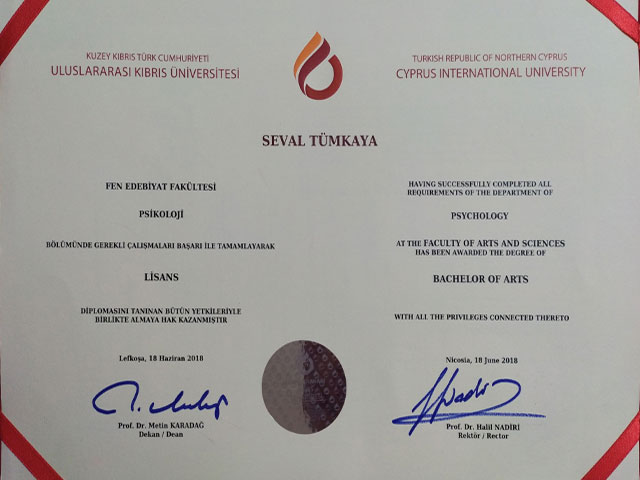 KUZEY KIBRIS TÜRK CUMHURİYETİ
ULUSLARARASI KIBRIS ÜNİVERSİTESİ
TURKISH REPUBLIC OF NORTHERN CYPRUS
CYPRUS INTERNATIONAL UNIVERSITY
SEVAL TÜMKAYA
FEN EDEBİYAT FAKÜLTESİ
PSİKOLOJİ
BÖLÜMÜNDE GEREKLİ ÇALIŞMALARI BAŞARI İLE TAMAMLAYARAK
LİSANS
DİPLOMASINI TANINAN BÜTÜN YETKİLERİYLE
BİRLİKTE ALMAYA HAK KAZANMIŞTIR
Lefkoşa, 18 Haziran 2018
Prof. Dr. Metin KARADAĞ
Dekan / Dean
HAVING SUCCESSFULLY COMPLETED ALL
REQUIREMENTS OF THE DEPARTMENT OF
PSYCHOLOGY
AT THE FACULTY OF ARTS AND SCIENCES
HAS BEEN AWARDED THE DEGREE OF
BACHELOR OF ARTS
WITH ALL THE PRIVILEGES CONNECTED THERETO
Nicosia, 18 June 2018
Prof. Dr. Halil NADİRİ
Rektör / Rector